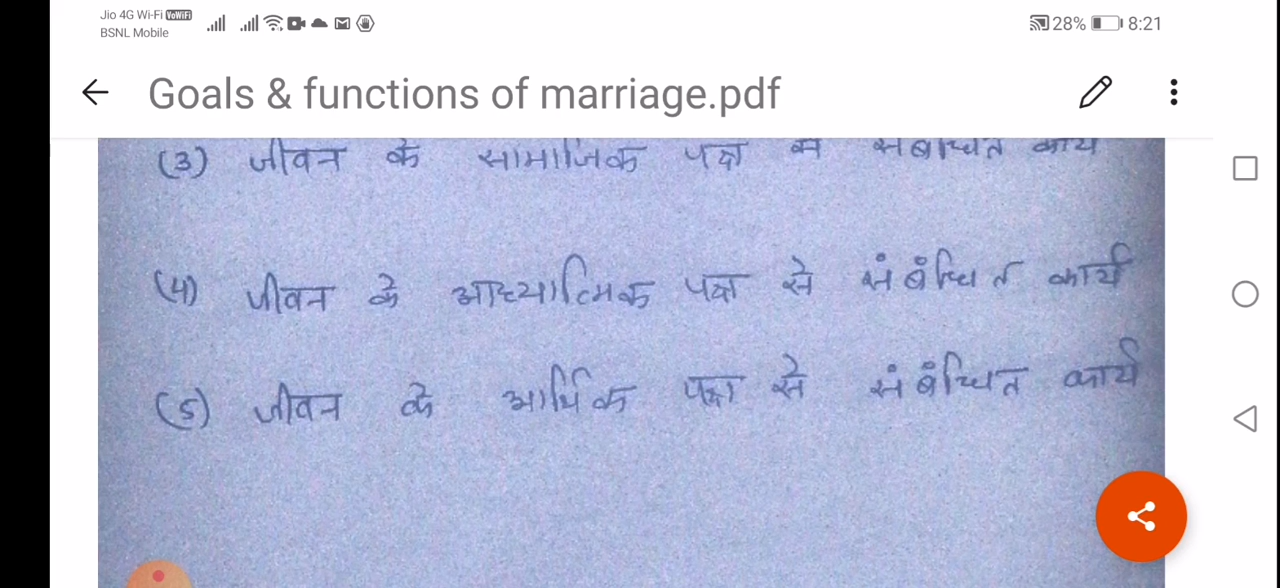 Jio 4G Wi-Fi VoWiFi
BSNL Mobile
28% 8:21
Goals & functions of marriage.pdf
(3) जीवन के सामाजिक पक्ष से संबंधित कार्य
(4) जीवन के आध्यात्मिक पक्ष से संबंधित कार्य
(5) जीवन के आर्थिक पक्ष से संबंधित कार्य